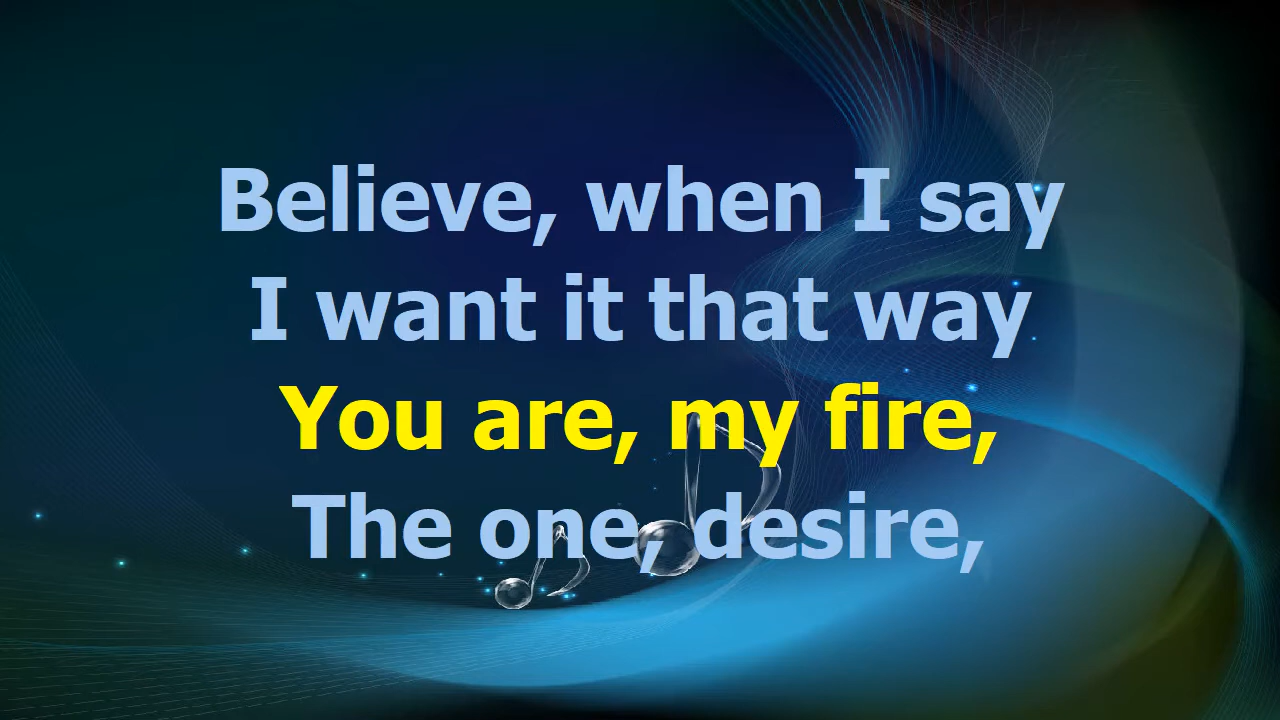 Believe, when I say
I want it that way
You are, my fire,
The one, desire,